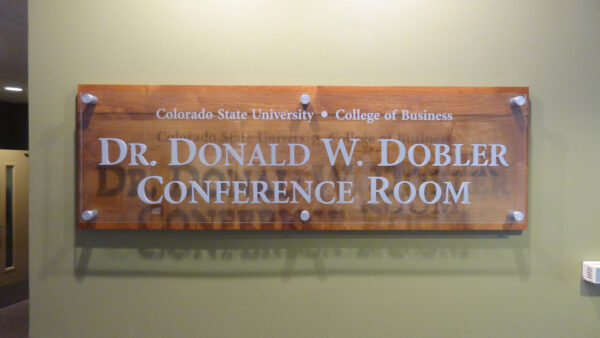 Colorado State University • College of Business
Dr. Donald W. Dobler
Conference Room